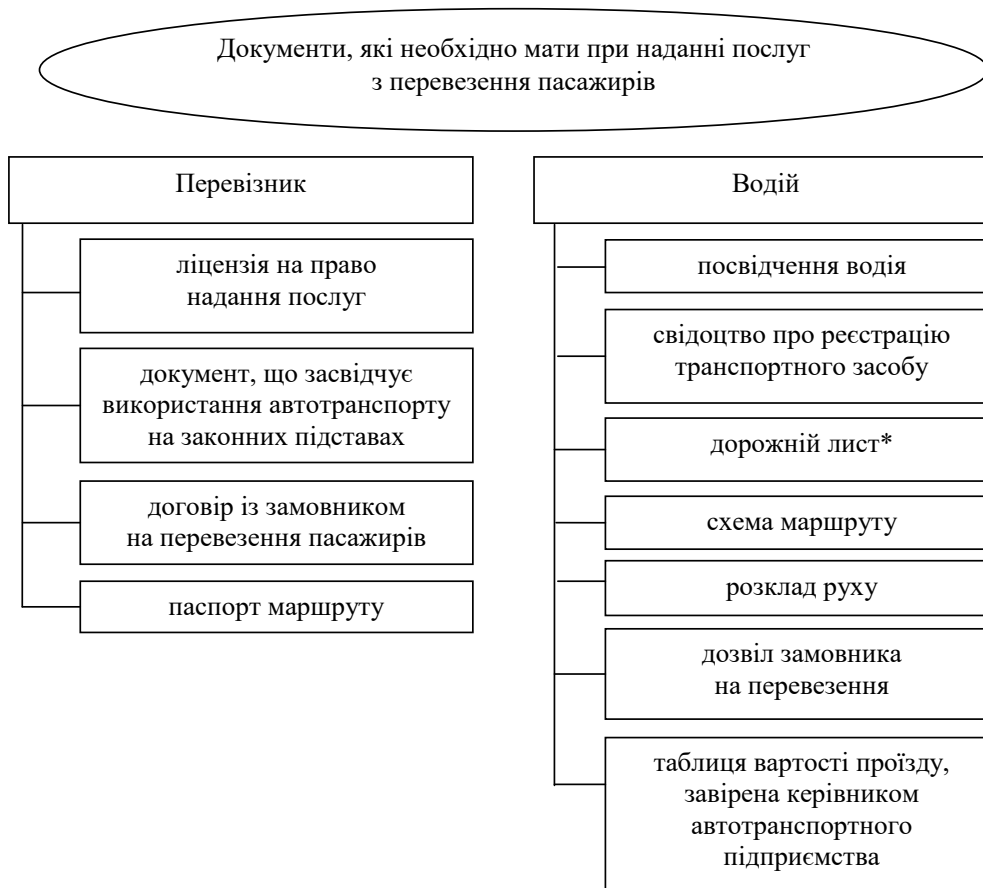 Документи, які необхідно мати при наданні послуг
з перевезення пасажирів
Перевізник
ліцензія на право
надання послуг
документ, що засвідчує
використання автотранспорту
на законних підставах
договір із замовником
на перевезення пасажирів
паспорт маршруту
Водій
посвідчення водія
свідоцтво про реєстрацію
транспортного засобу
дорожній лист*
схема маршруту
розклад руху
дозвіл замовника
на перевезення
таблиця вартості проїзду,
завірена керівником
автотранспортного
підприємства